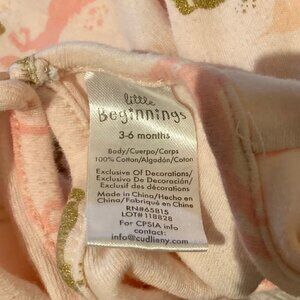 little
Beginnings
3-6 months
Body/Cuerpo/Corps
100% Cotton/Algodón/Coton
Exclusive Of Decorations/
Exclusivo De Decoración/
Exclusif des décorations
Made in China/Hecho en
China/Fabriqué en China
RN#65815
LOT#118828
For CPSIA info
contact:
info@cudlieny.com